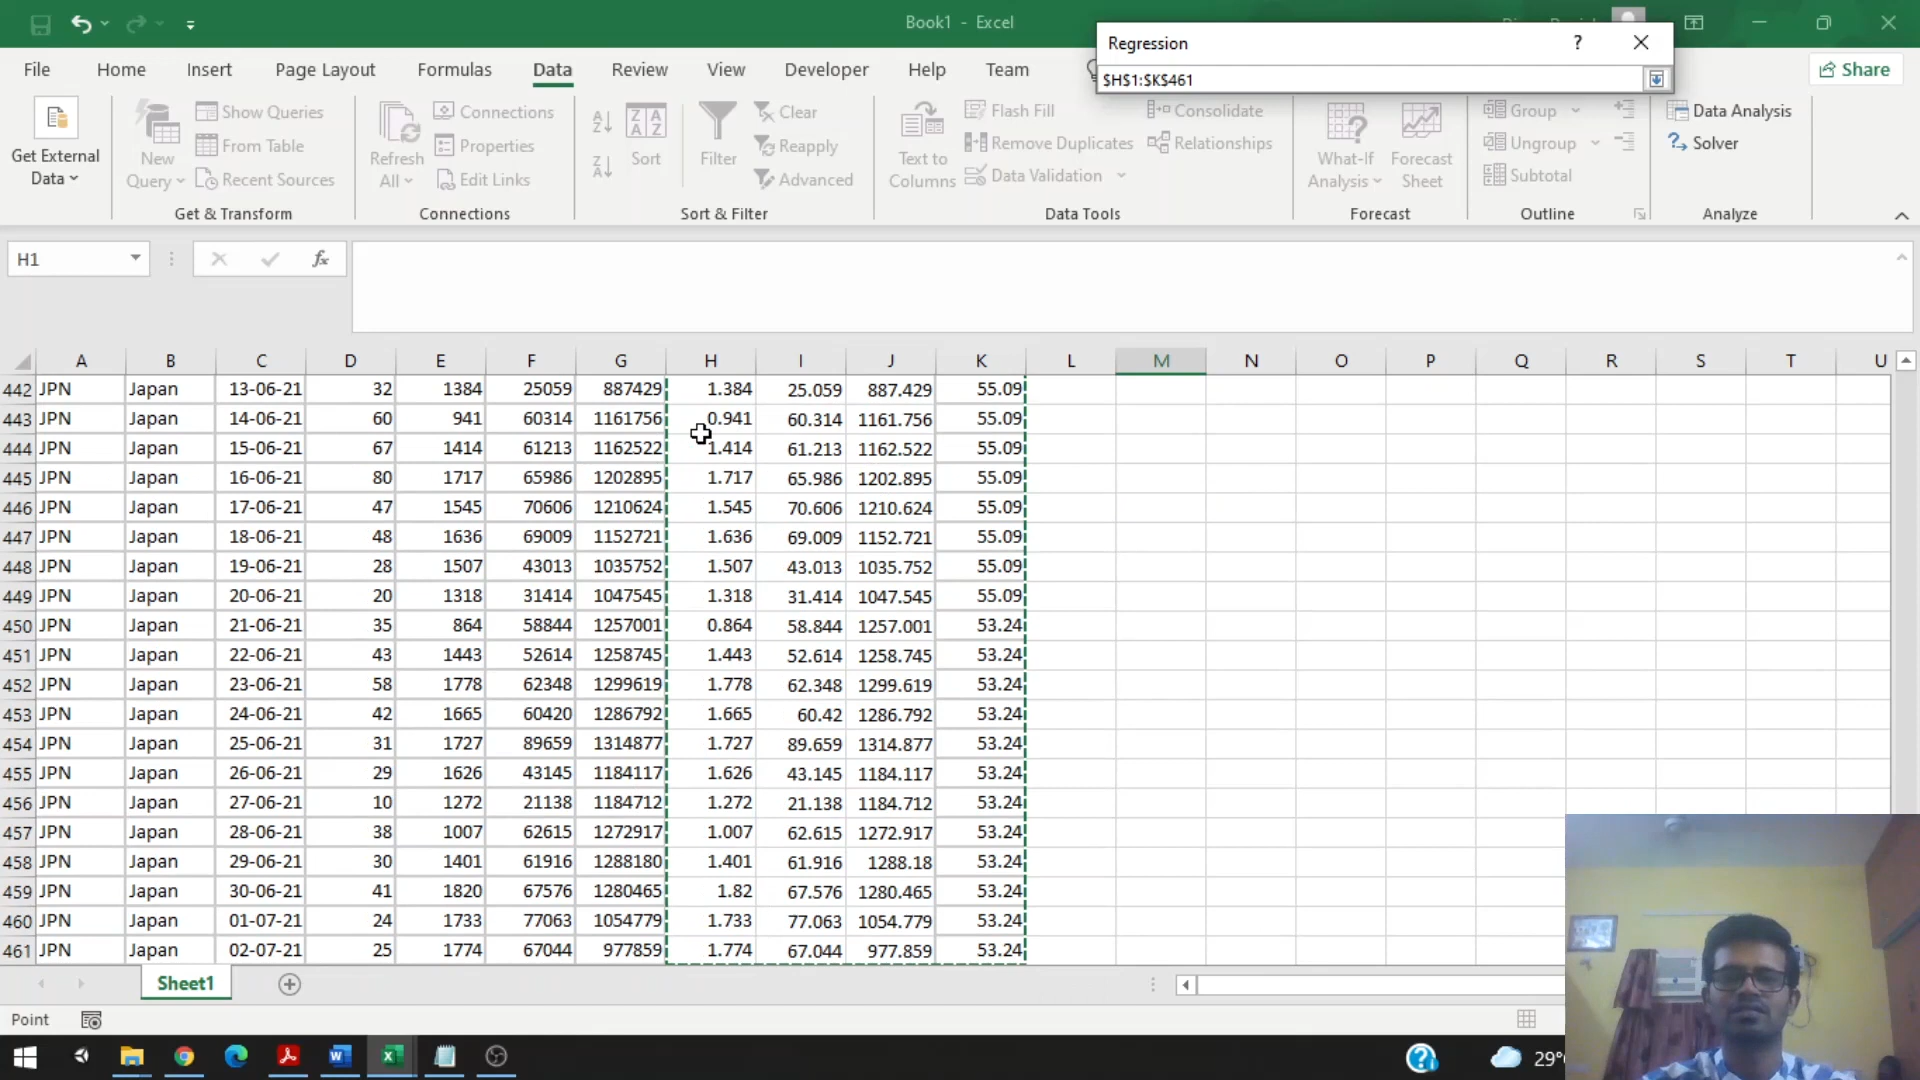 Book1 - Excel
Regression
?
$H$1:$K$461
File Home Insert Page Layout Formulas Data Review View Developer Help Team
Share
Get External Data
New Query
Show Queries
From Table
Recent Sources
Get & Transform
Refresh All
Connections
Properties
Edit Links
Connections
Sort
Filter
Clear
Reapply
Advanced
Sort & Filter
Text to Columns
Flash Fill
Remove Duplicates
Data Validation
Consolidate
Relationships
Data Tools
What-If Analysis
Forecast Sheet
Forecast
Group
Ungroup
Subtotal
Outline
Data Analysis
Solver
Analyze
H1
fx
A B C D E F G H I J K L M N O P Q R S T U
442 JPN Japan 13-06-21 32 1384 25059 887429 1.384 25.059 887.429 55.09
443 JPN Japan 14-06-21 60 941 60314 1161756 0.941 60.314 1161.756 55.09
444 JPN Japan 15-06-21 67 1414 61213 1162522 1.414 61.213 1162.522 55.09
445 JPN Japan 16-06-21 80 1717 65986 1202895 1.717 65.986 1202.895 55.09
446 JPN Japan 17-06-21 47 1545 70606 1210624 1.545 70.606 1210.624 55.09
447 JPN Japan 18-06-21 48 1636 69009 1152721 1.636 69.009 1152.721 55.09
448 JPN Japan 19-06-21 28 1507 43013 1035752 1.507 43.013 1035.752 55.09
449 JPN Japan 20-06-21 20 1318 31414 1047545 1.318 31.414 1047.545 55.09
450 JPN Japan 21-06-21 35 864 58844 1257001 0.864 58.844 1257.001 53.24
451 JPN Japan 22-06-21 43 1443 52614 1258745 1.443 52.614 1258.745 53.24
452 JPN Japan 23-06-21 58 1778 62348 1299619 1.778 62.348 1299.619 53.24
453 JPN Japan 24-06-21 42 1665 60420 1286792 1.665 60.42 1286.792 53.24
454 JPN Japan 25-06-21 31 1727 89659 1314877 1.727 89.659 1314.877 53.24
455 JPN Japan 26-06-21 29 1626 43145 1184117 1.626 43.145 1184.117 53.24
456 JPN Japan 27-06-21 10 1272 21138 1184712 1.272 21.138 1184.712 53.24
457 JPN Japan 28-06-21 38 1007 62615 1272917 1.007 62.615 1272.917 53.24
458 JPN Japan 29-06-21 30 1401 61916 1288180 1.401 61.916 1288.18 53.24
459 JPN Japan 30-06-21 41 1820 67576 1280465 1.82 67.576 1280.465 53.24
460 JPN Japan 01-07-21 24 1733 77063 1054779 1.733 77.063 1054.779 53.24
461 JPN Japan 02-07-21 25 1774 67044 977859 1.774 67.044 977.859 53.24
Sheet1
Point
29°